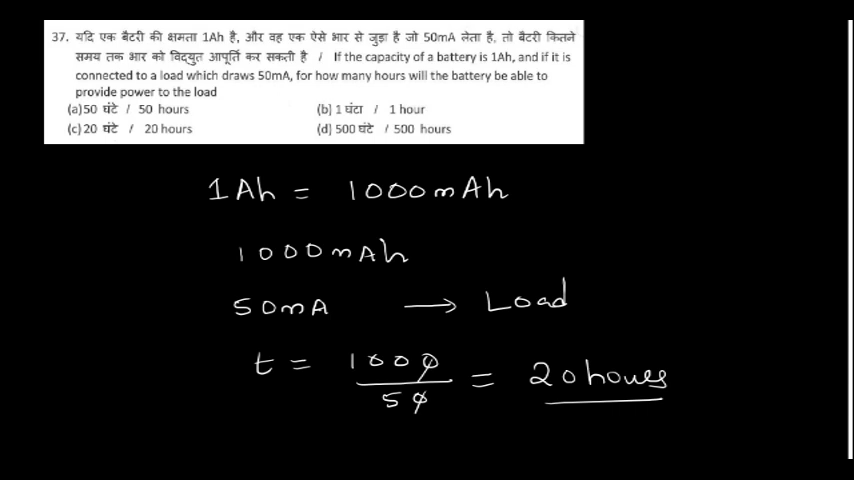 37. यदि एक बैटरी की क्षमता 1Ah है, और वह एक ऐसे भार से जुड़ा है जो 50mA लेता है, तो बैटरी कितने
समय तक भार को विद्युत आपूर्ति कर सकती है / If the capacity of a battery is 1Ah, and if it is
connected to a load which draws 50mA, for how many hours will the battery be able to
provide power to the load
(a)50 घंटे / 50 hours (b) 1 घंटा / 1 hour
(c) 20 घंटे / 20 hours (d) 500 घंटे / 500 hours
1Ah = 1000mAh
1000mAh
50mA → Load
t = 1000/50 = 20hours